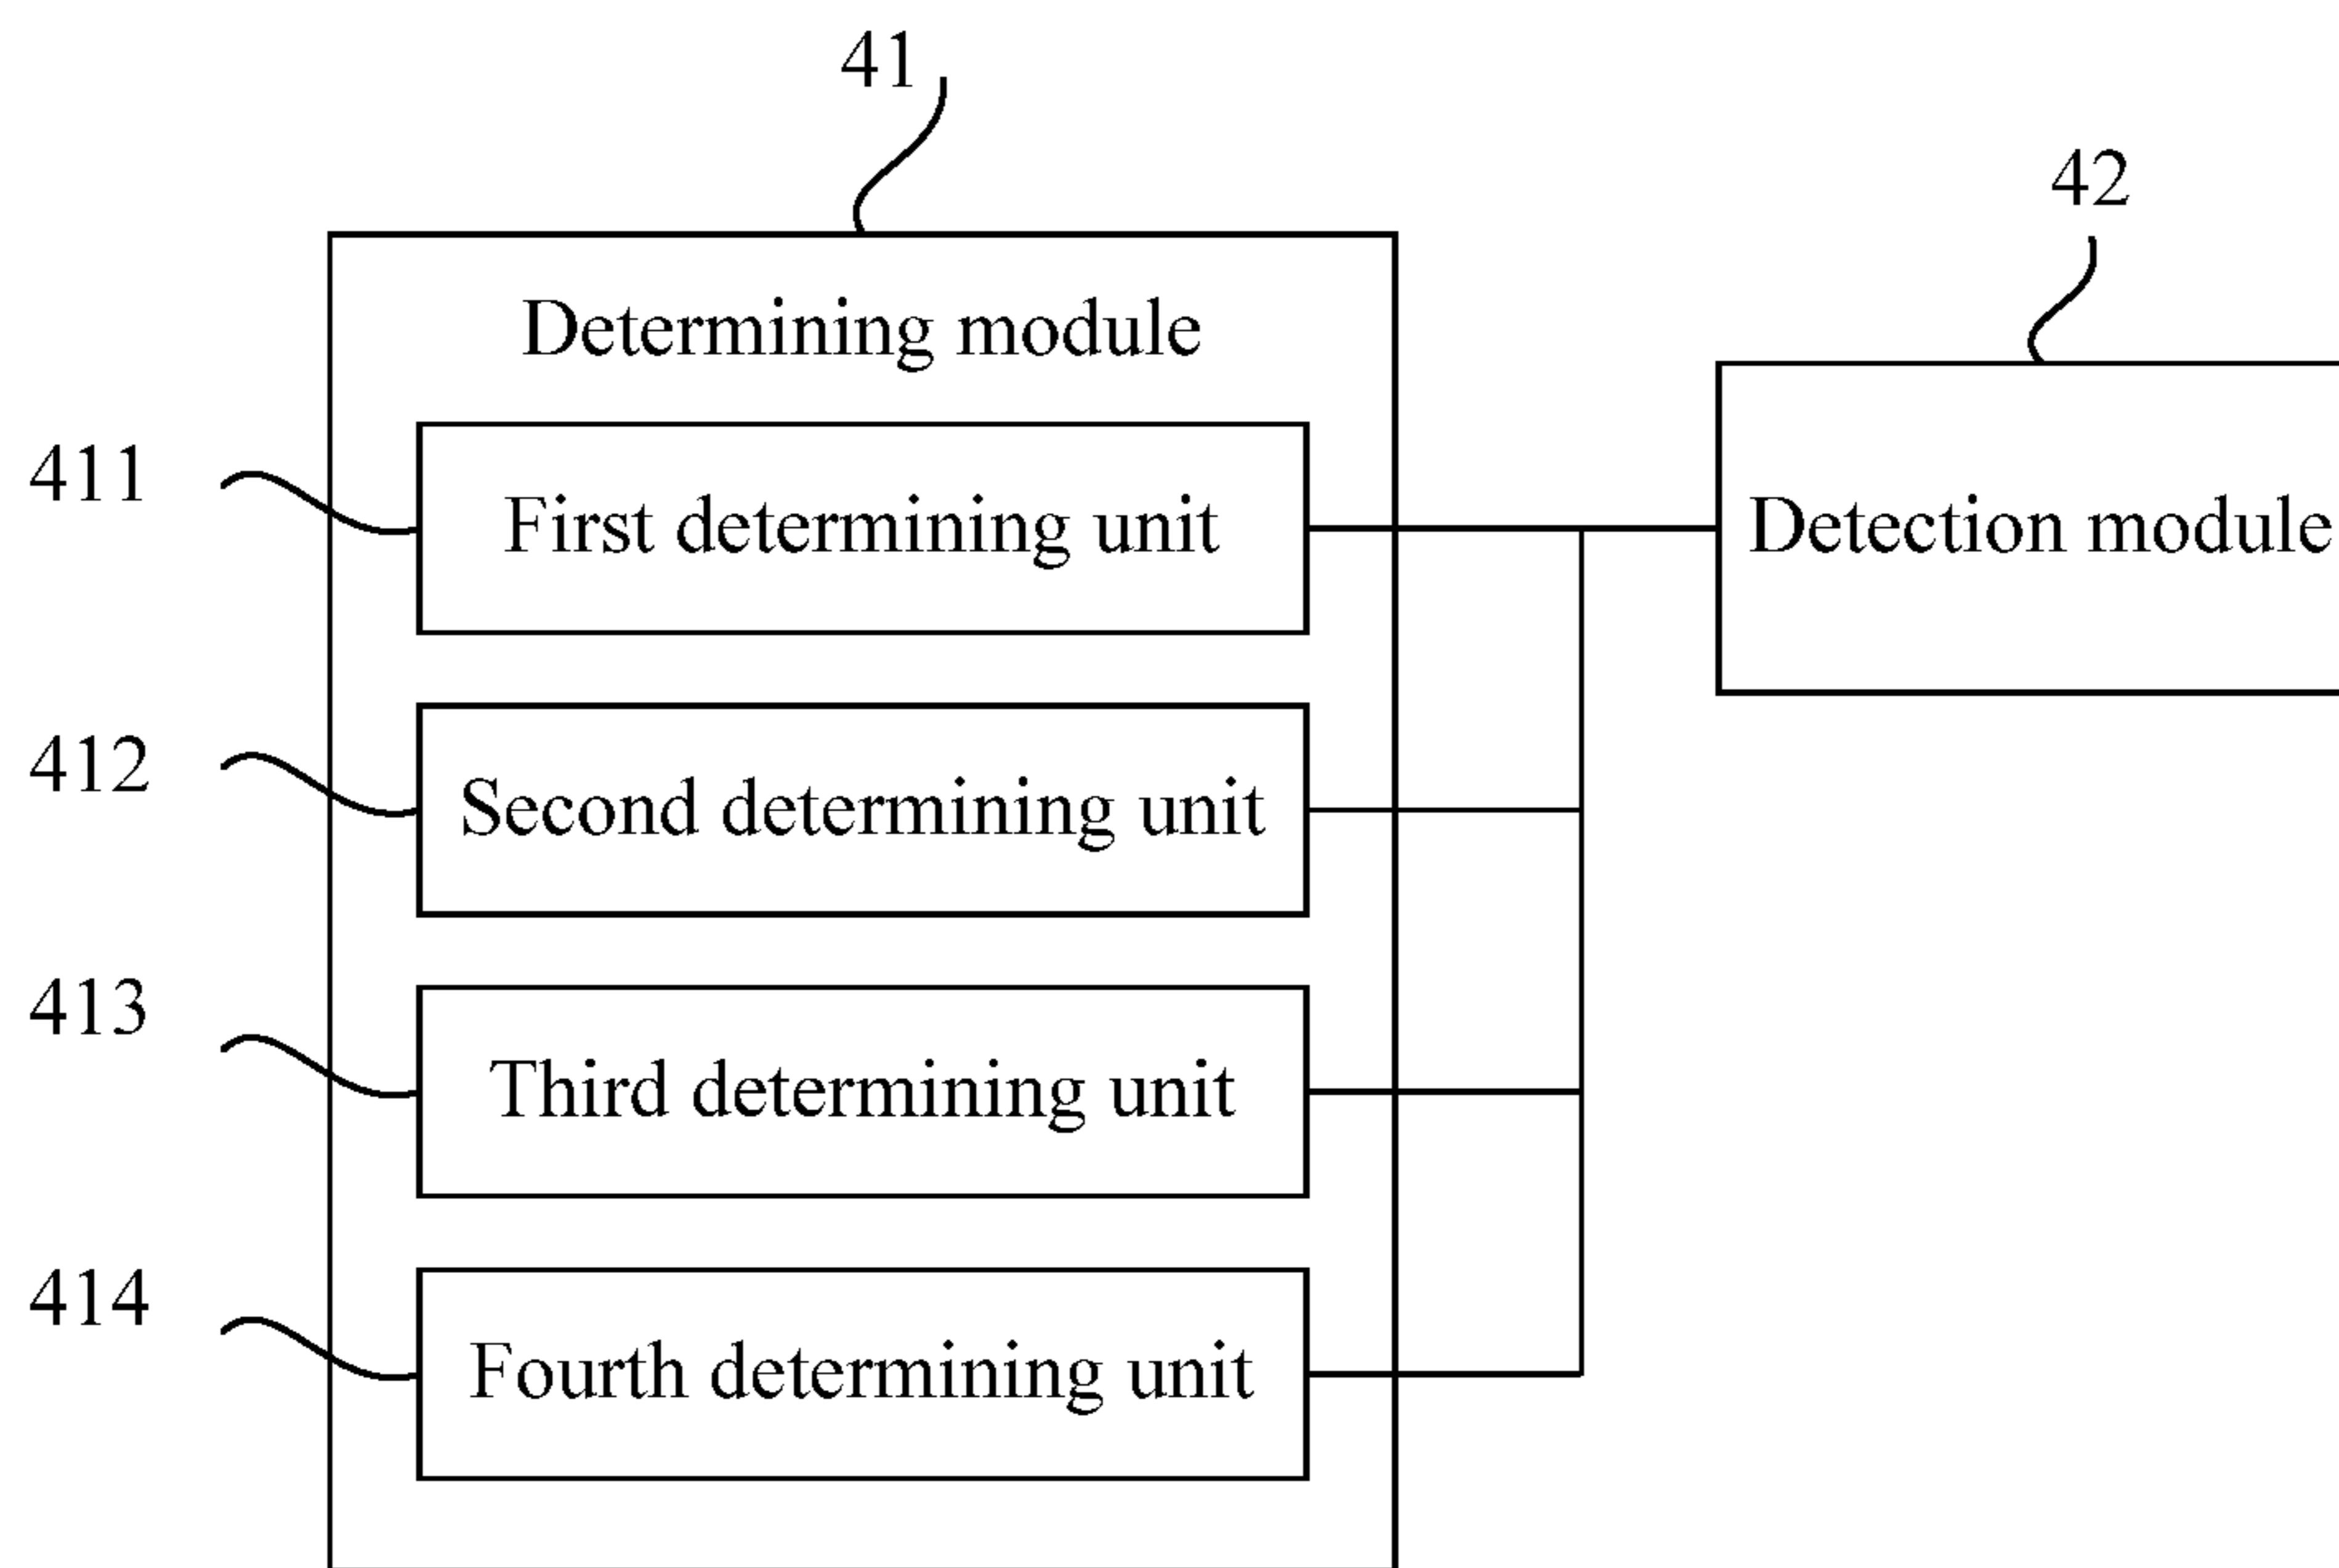 41
42
Determining module
411
First determining unit
Detection module
412
Second determining unit
413
Third determining unit
414
Fourth determining unit